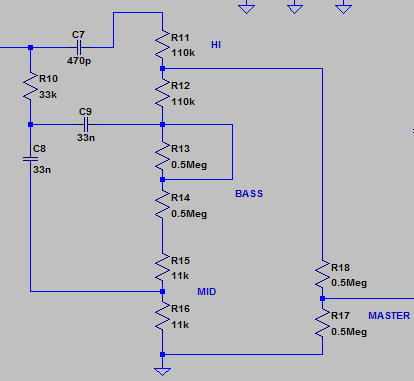 C7
470p
R11
110k
HI
R10
33k
R12
110k
C9
33n
C8
33n
R13
0.5Meg
BASS
R14
0.5Meg
R15
11k
MID
R16
11k
R18
0.5Meg
R17
0.5Meg
MASTER